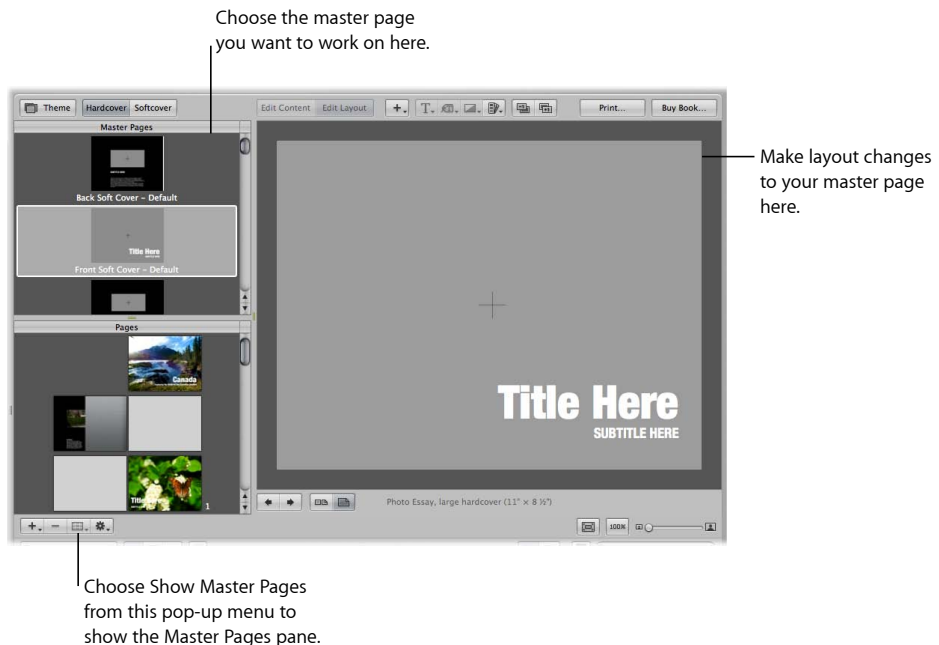 Choose the master page
you want to work on here.
Theme Hardcover Softcover Edit Content Edit Layout Print... Buy Book...
Master Pages
Back Soft Cover – Default
Title Here
Front Soft Cover – Default
Make layout changes
to your master page
here.
Pages
Canada
1
Title Here
SUBTITLE HERE
Photo Essay, large hardcover (11" × 8 ½")
100%
Choose Show Master Pages
from this pop-up menu to
show the Master Pages pane.